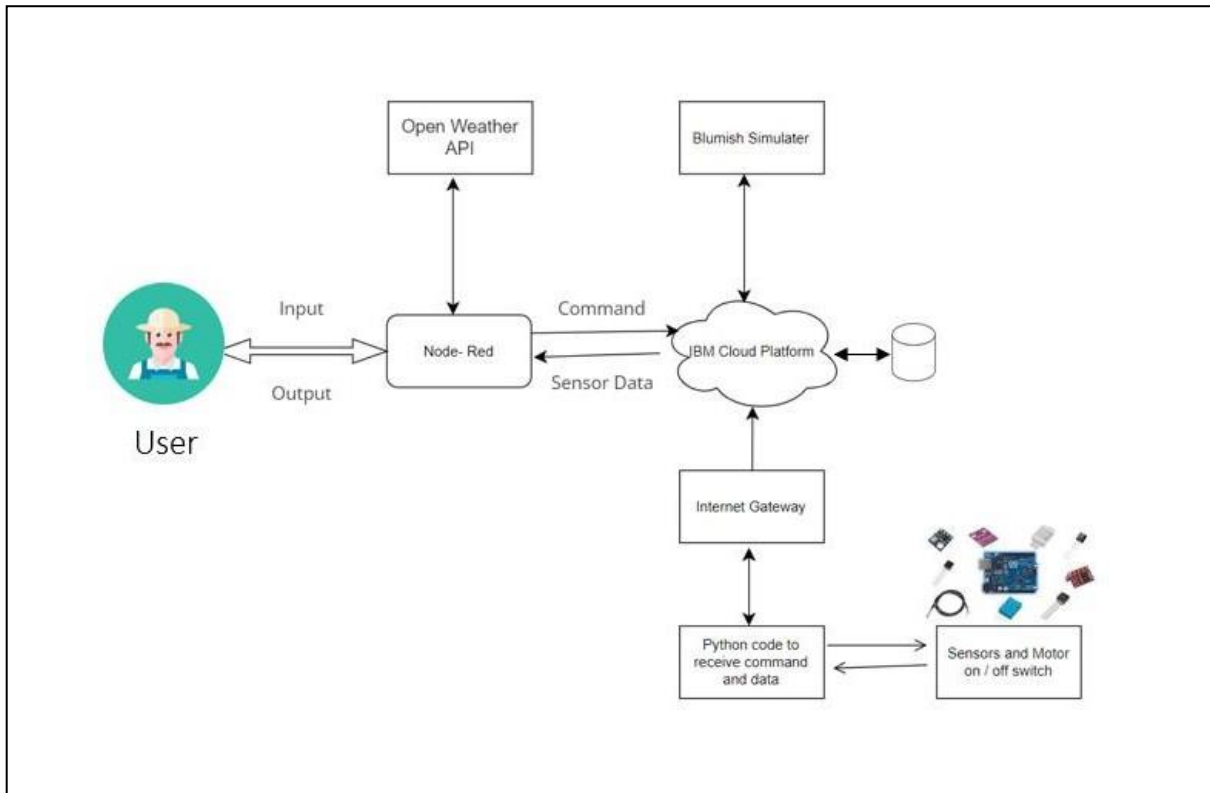 Open Weather
API
Blumish Simulater
Input
Command
Node- Red
IBM Cloud Platform
Output
Sensor Data
User
Internet Gateway
Python code to
receive command
and data
Sensors and Motor
on / off switch